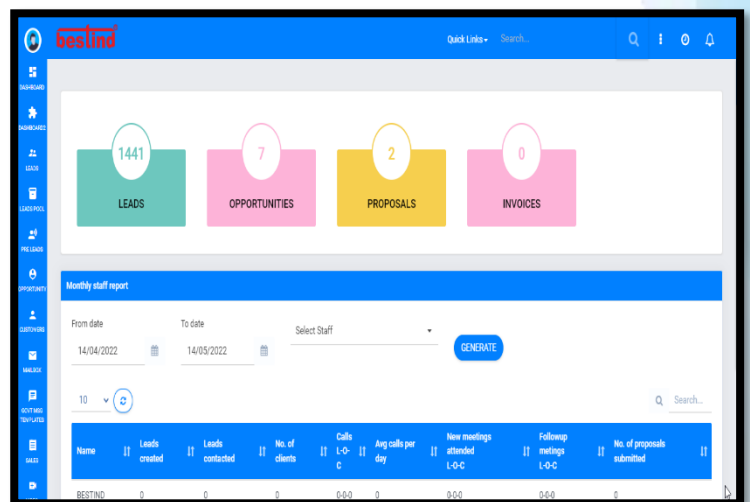 bestind
Quick Links
Search...
DASHBOARD
DASHBOARD2
LEADS
LEADS POOL
PRE LEADS
OPPORTUNITY
CUSTOMERS
MAILBOX
GOVT MSG
TEMPLATES
SALES
1441
LEADS
7
OPPORTUNITIES
2
PROPOSALS
0
INVOICES
Monthly staff report
From date
To date
14/04/2022
14/05/2022
Select Staff
GENERATE
10
Search...
Name
Leads
created
Leads
contacted
No. of
clients
Calls
L-O-
C
Avg calls per
day
New meetings
attended
L-O-C
Followup
metings
L-O-C
No. of proposals
submitted
BESTIND
0
0
0
0-0-0
0
0-0-0
0-0-0
0